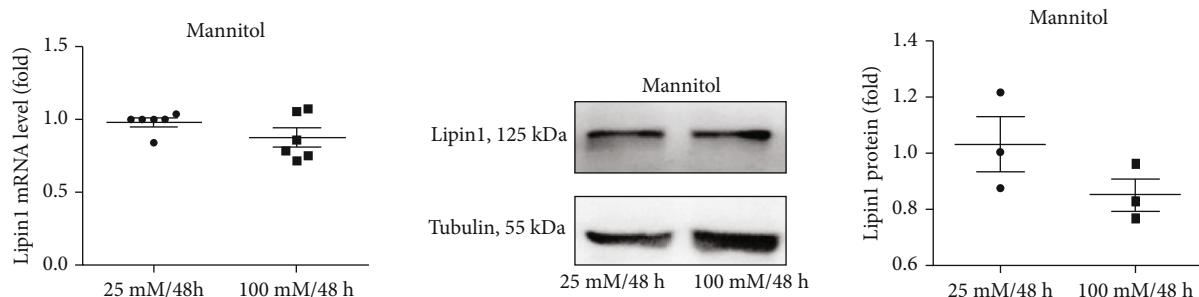 Mannitol
Lipin1 mRNA level (fold)
1.5
1.0
0.5
0.0
25 mM/48h
100 mM/48 h
Mannitol
Lipin1, 125 kDa
Tubulin, 55 kDa
25 mM/48 h
100 mM/48 h
Mannitol
Lipin1 protein (fold)
1.4
1.2
1.0
0.8
0.6
25 mM/48 h
100 mM/48 h